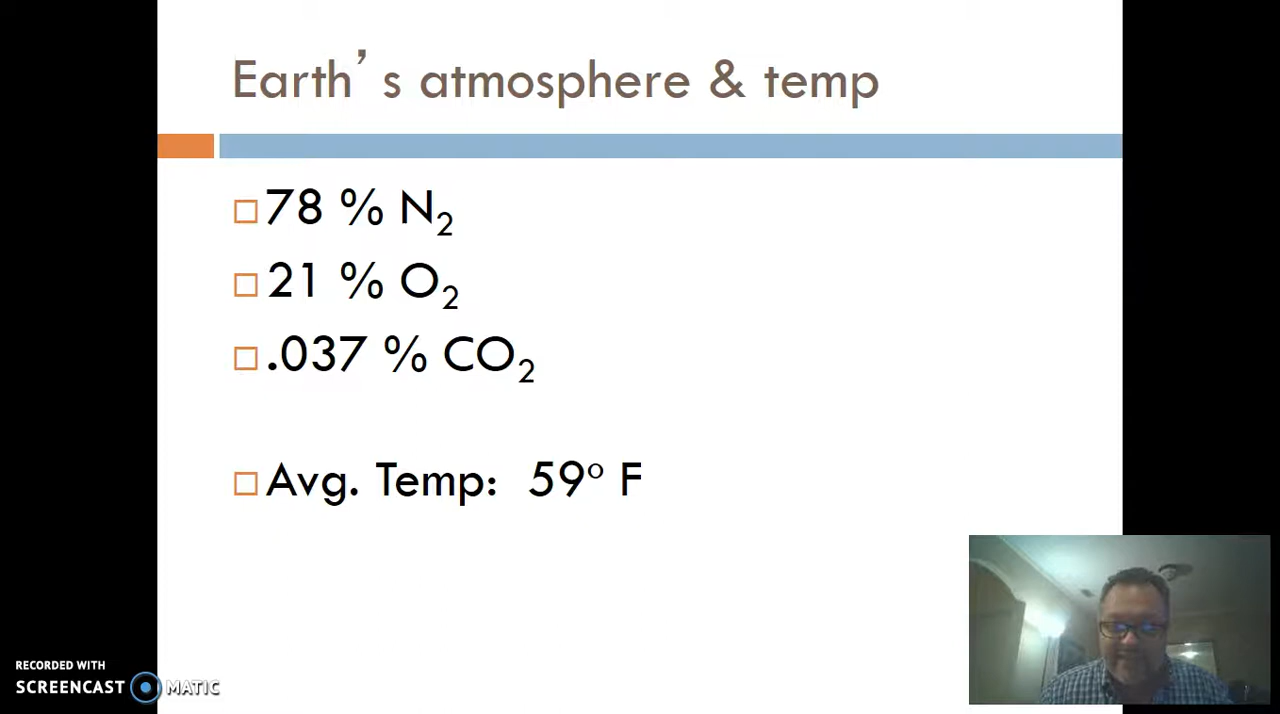 Earth's atmosphere & temp
78 % N₂
21 % O₂
.037 % CO₂
Avg. Temp: 59° F
RECORDED WITH
SCREENCAST MATIC